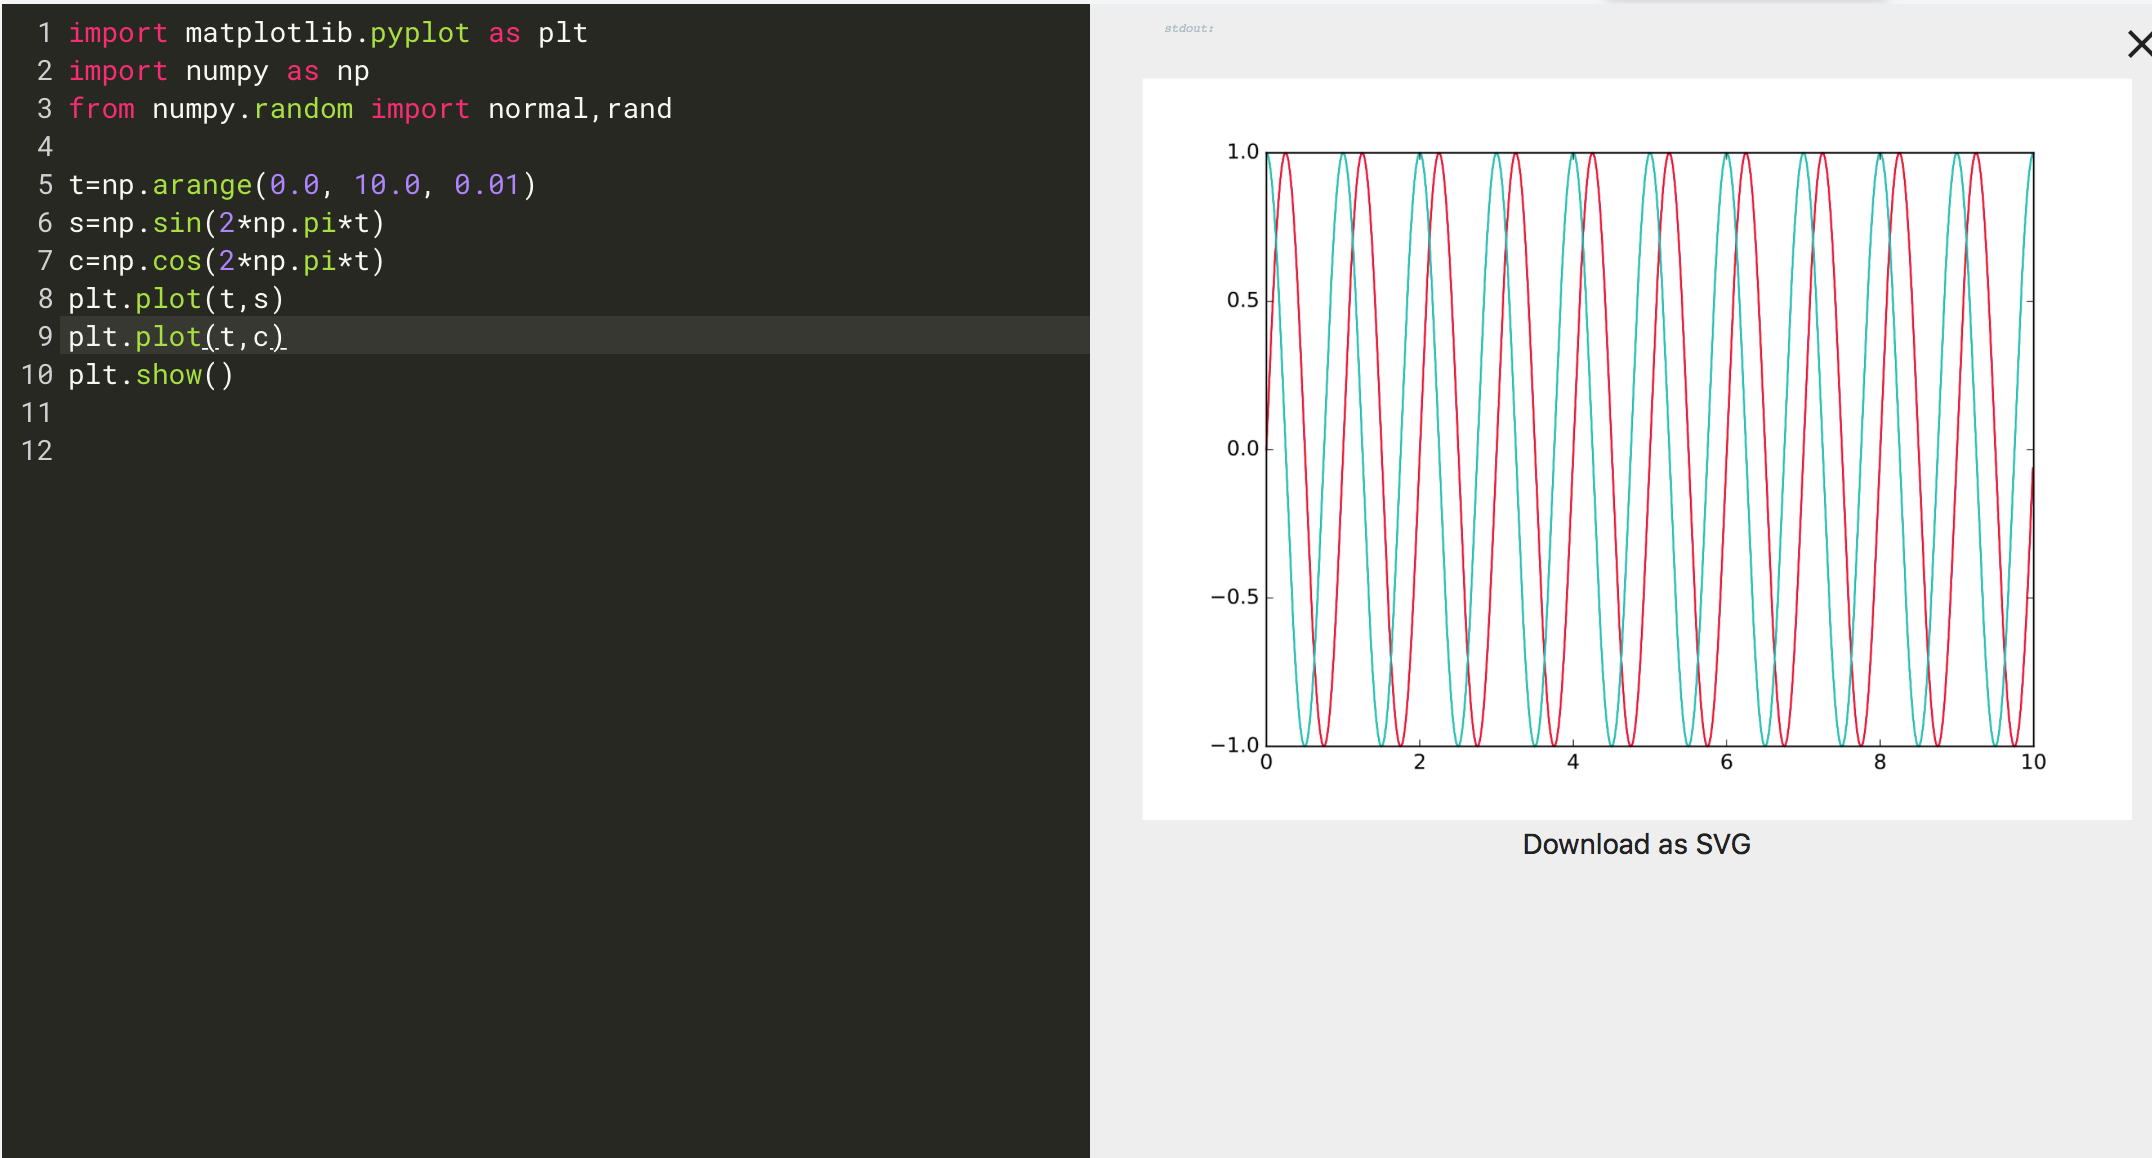 1 import matplotlib.pyplot as plt
2 import numpy as np
3 from numpy.random import normal,rand
4
5 t=np.arange(0.0, 10.0, 0.01)
6 s=np.sin(2*np.pi*t)
7 c=np.cos(2*np.pi*t)
8 plt.plot(t,s)
9 plt.plot(t,c)
10 plt.show()
11
12
stdout:
1.0
0.5
0.0
−0.5
−1.0
0 2 4 6 8 10
Download as SVG